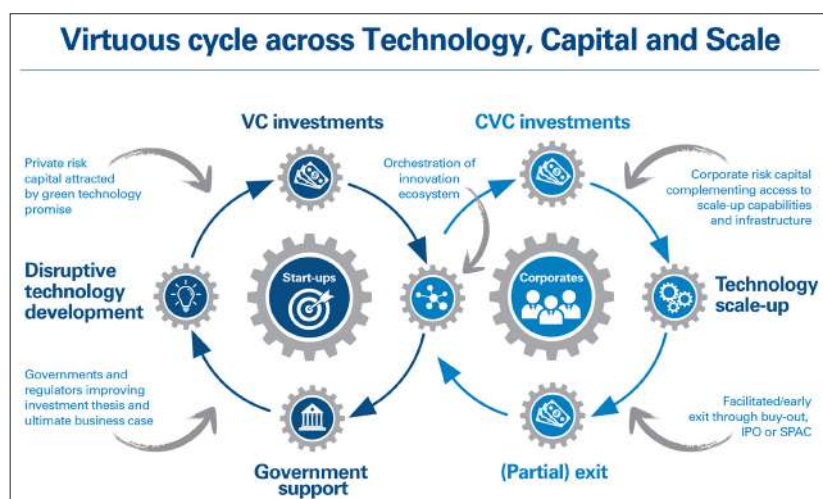 Virtuous cycle across Technology, Capital and Scale
VC investments
CVC investments
Private risk
capital attracted
by green technology
promise
Orchestration of
innovation
ecosystem
Corporate risk capital
complementing access to
scale-up capabilities
and infrastructure
Disruptive
technology
development
Start-ups
Corporates
Technology
scale-up
Governments and
regulators improving
investment thesis and
ultimate business case
Facilitated/early
exit through buy-out,
IPO or SPAC
Government
support
(Partial) exit